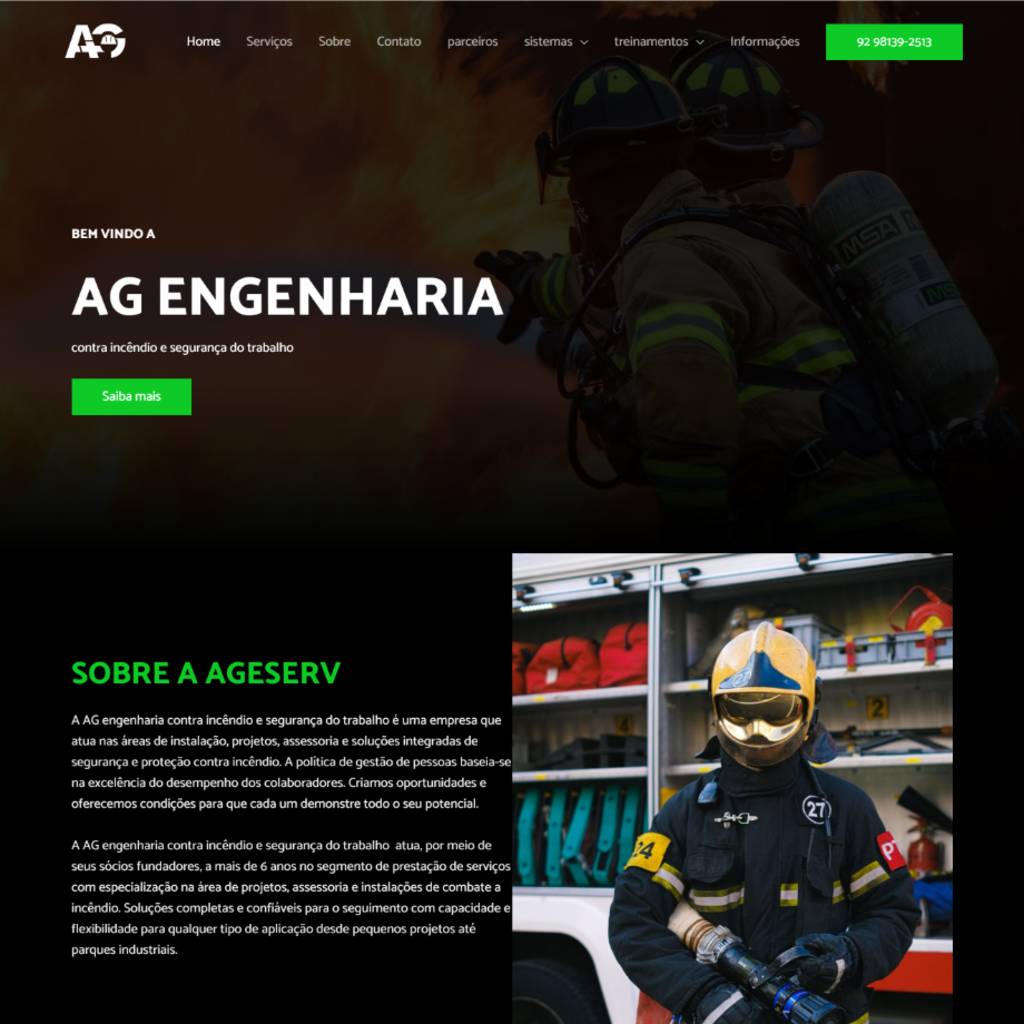 AG
Home
Serviços
Sobre
Contato
parceiros
sistemas
treinamentos
Informações
92 98139-2513
MSA
BEM VINDO A
AG ENGENHARIA
contra incêndio e segurança do trabalho
Saiba mais
SOBRE A AGESERV
A AG engenharia contra incêndio e segurança do trabalho é uma empresa que
atua nas áreas de instalação, projetos, assessoria e soluções integradas de
segurança e proteção contra incêndio. A política de gestão de pessoas baseia-se
na excelência do desempenho dos colaboradores. Criamos oportunidades e
oferecemos condições para que cada um demonstre todo o seu potencial.
A AG engenharia contra incêndio e segurança do trabalho  atua, por meio de
seus sócios fundadores, a mais de 6 anos no segmento de prestação de serviços
com especialização na área de projetos, assessoria e instalações de combate a
incêndio. Soluções completas e confiáveis para o seguimento com capacidade e
flexibilidade para qualquer tipo de aplicação desde pequenos projetos até
parques industriais.
27
4
2
27
24